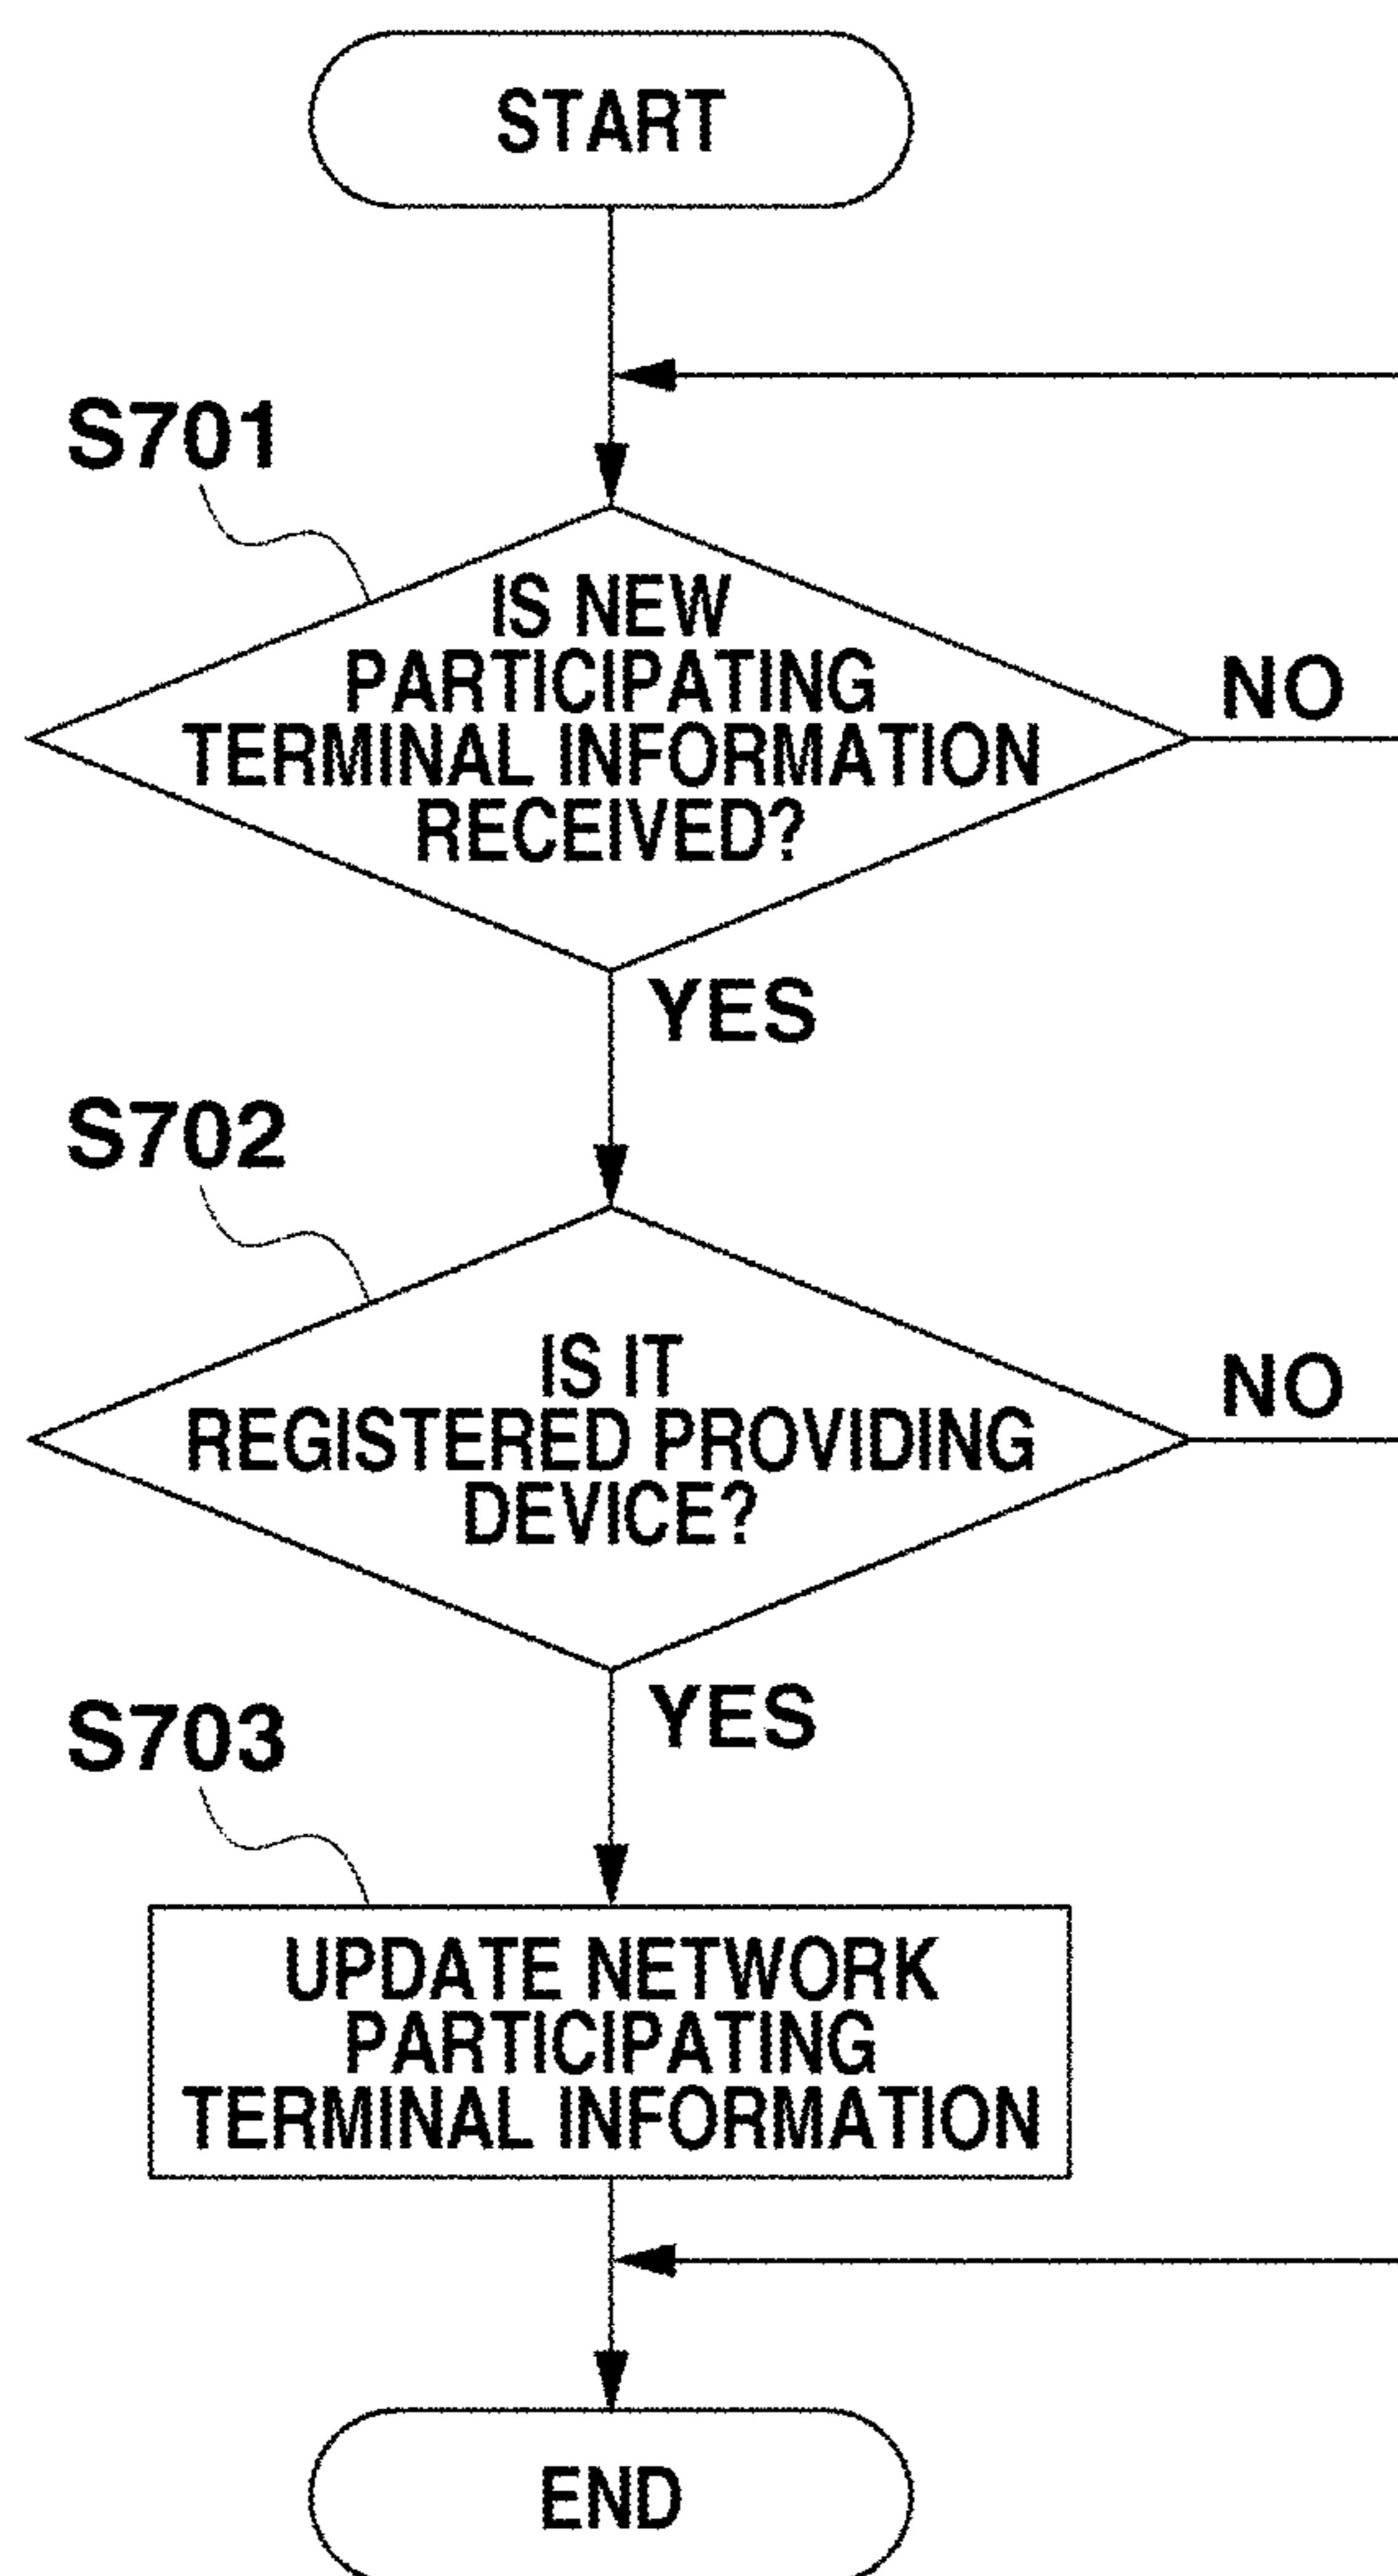 START
S701
IS NEW
PARTICIPATING
TERMINAL INFORMATION
RECEIVED?
NO
YES
S702
IS IT
REGISTERED PROVIDING
DEVICE?
NO
YES
S703
UPDATE NETWORK
PARTICIPATING
TERMINAL INFORMATION
END